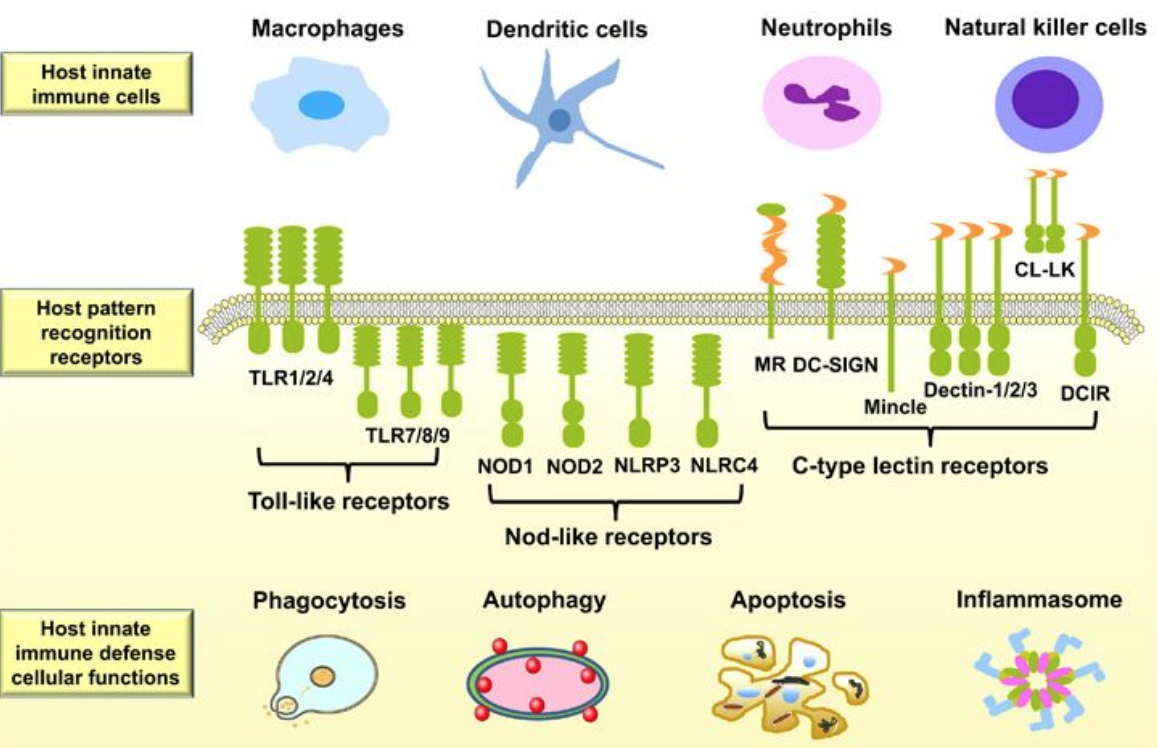 Macrophages
Dendritic cells
Neutrophils
Natural killer cells
Host innate
immune cells
CL-LK
Host pattern
recognition
receptors
TLR1/2/4
TLR7/8/9
MR
DC-SIGN
Mincle
Dectin-1/2/3
DCIR
NOD1
NOD2
NLRP3
NLRC4
C-type lectin receptors
Toll-like receptors
Nod-like receptors
Phagocytosis
Autophagy
Apoptosis
Inflammasome
Host innate
immune defense
cellular functions